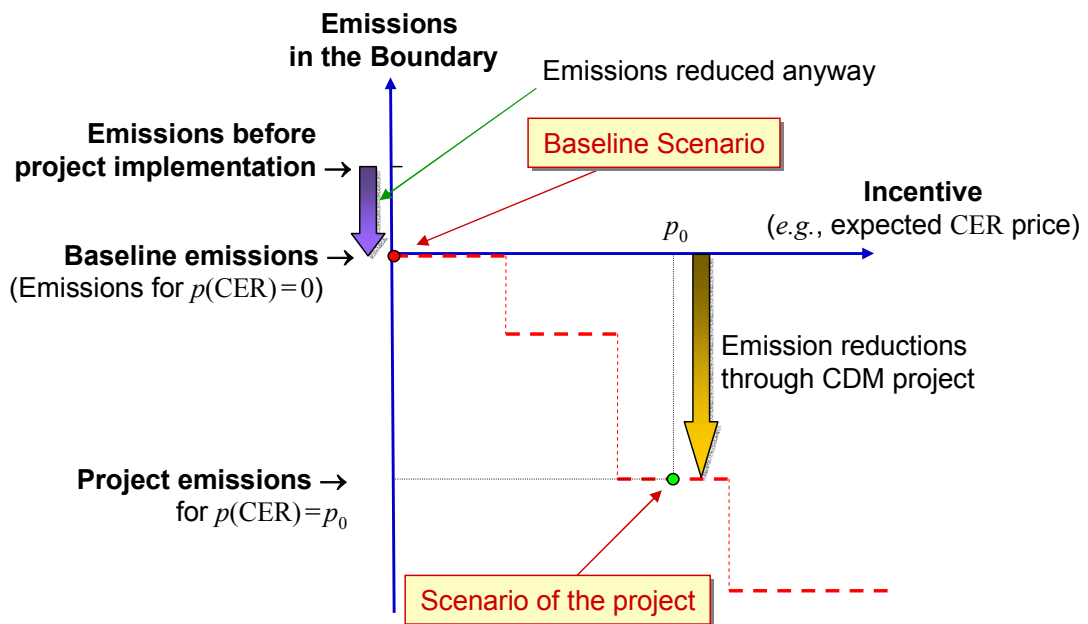 Emissions
in the Boundary
Emissions reduced anyway
Emissions before
project implementation →
Baseline Scenario
Incentive
(e.g., expected CER price)
p₀
Baseline emissions →
(Emissions for p(CER)=0)
Emission reductions
through CDM project
Project emissions →
for p(CER)=p₀
Scenario of the project